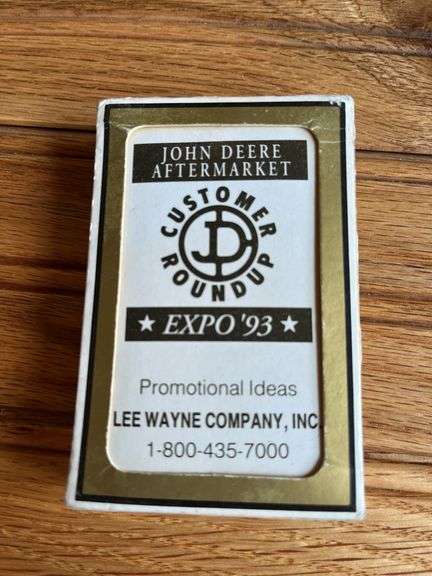 JOHN DEERE
AFTERMARKET
CUSTOMER
JD
ROUNDUP
★ EXPO '93 ★
Promotional Ideas
LEE WAYNE COMPANY, INC.
1-800-435-7000